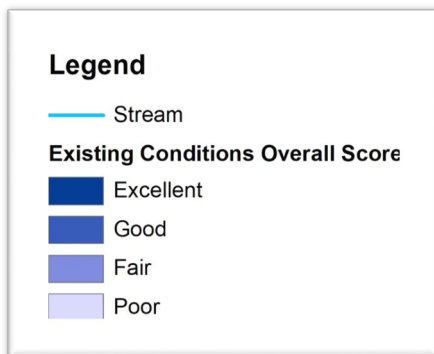 Legend
Stream
Existing Conditions Overall Score
Excellent
Good
Fair
Poor